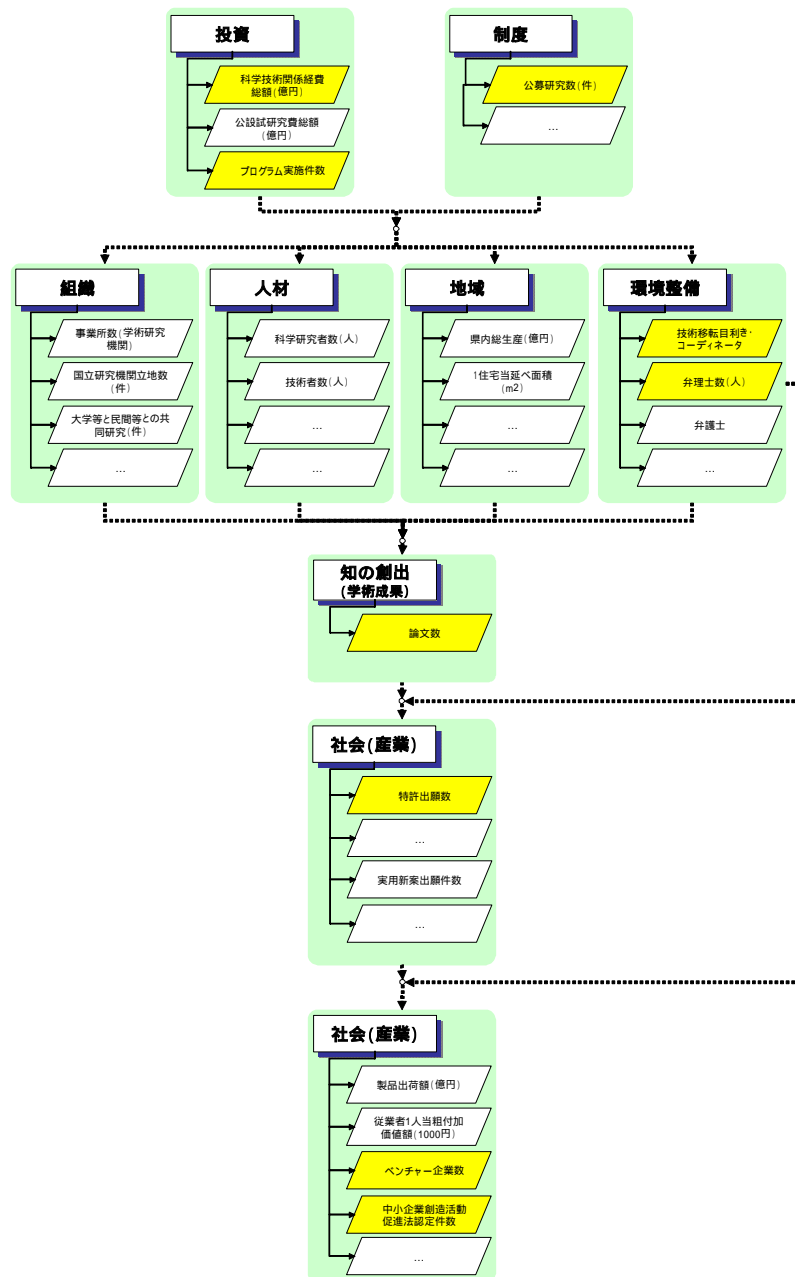 投資
科学技術関係経費
総額(億円)
公設試研究費総額
(億円)
プログラム実施件数
制度
公募研究数(件)
…
組織
事業所数(学術研究
機関)
国立研究機関立地数
(件)
大学等と民間等との共
同研究(件)
…
人材
科学研究者数(人)
技術者数(人)
…
…
地域
県内総生産(億円)
1住宅当延べ面積
(m2)
…
…
環境整備
技術移転目利き・
コーディネータ
弁理士数(人)
弁護士
…
知の創出
(学術成果)
論文数
社会(産業)
特許出願数
…
実用新案出願件数
…
社会(産業)
製品出荷額(億円)
従業者1人当粗付加
価値額(1000円)
ベンチャー企業数
中小企業創造活動
促進法認定件数
…